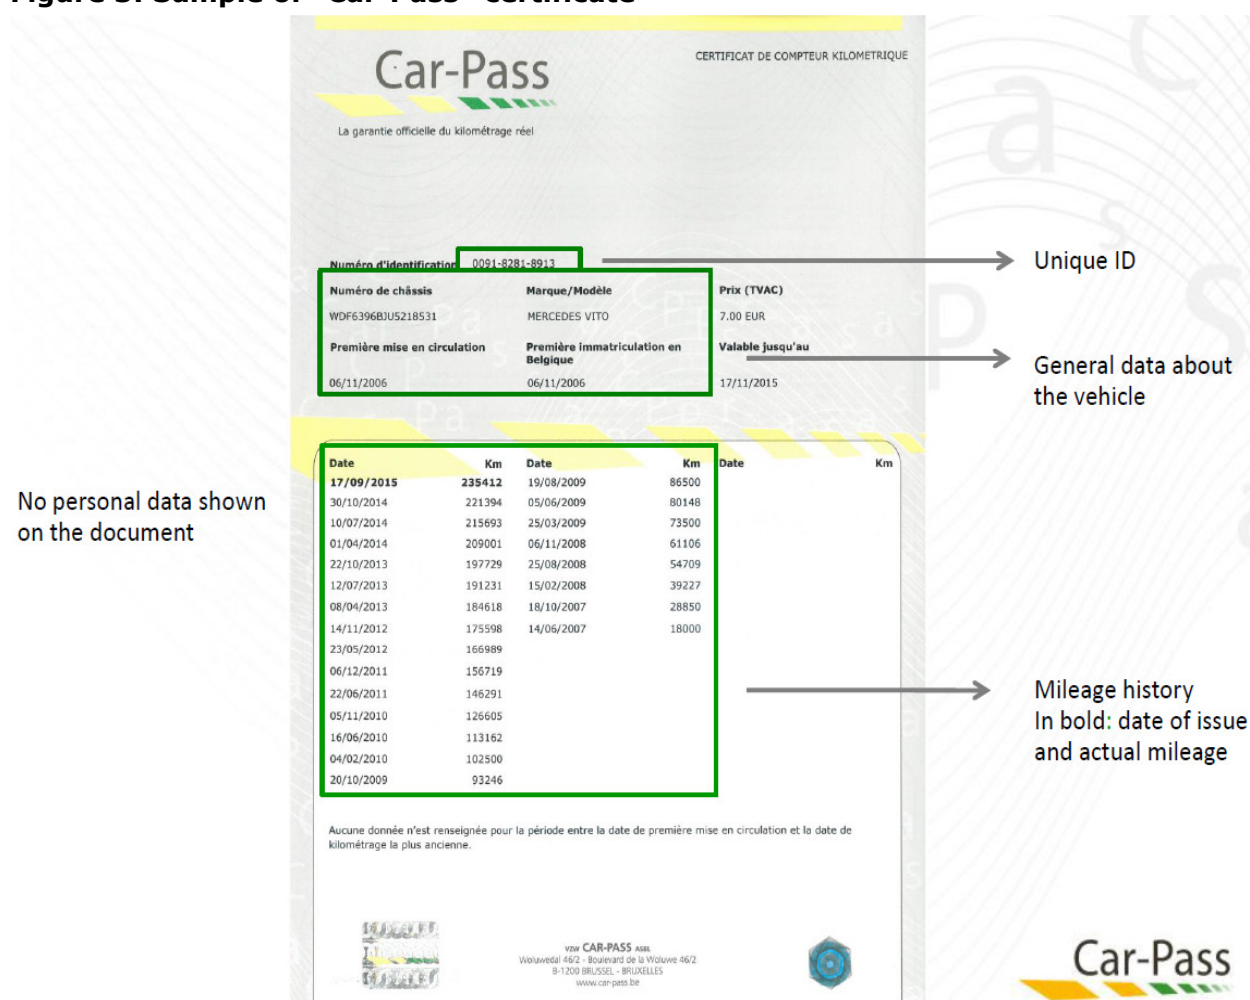 Car-Pass
CERTIFICAT DE COMPTEUR KILOMETRIQUE
La garantie officielle du kilométrage réel
Numéro d'identification 0091-8281-8913
Unique ID
Numéro de châssis Marque/Modèle Prix (TVAC)
WDF6396BJU5218531 MERCEDES VITO 7.00 EUR
Première mise en circulation Première immatriculation en Belgique Valable jusqu'au
06/11/2006 06/11/2006 17/11/2015
General data about
the vehicle
Date Km Date Km Date Km
17/09/2015 235412 19/08/2009 86500
30/10/2014 221394 05/06/2009 80148
10/07/2014 215693 25/03/2009 73500
01/04/2014 209001 06/11/2008 61106
22/10/2013 197729 25/08/2008 54709
12/07/2013 191231 15/02/2008 39227
08/04/2013 184618 18/10/2007 28850
14/11/2012 175598 14/06/2007 18000
23/05/2012 166989
06/12/2011 156719
22/06/2011 146291
05/11/2010 126605
16/06/2010 113162
04/02/2010 102500
20/10/2009 93246
No personal data shown
on the document
Mileage history
In bold: date of issue
and actual mileage
Aucune donnée n'est renseignée pour la période entre la date de première mise en circulation et la date de
kilométrage la plus ancienne.
VZW CAR-PASS ASBL
Woluwedal 46/2 - Boulevard de la Woluwe 46/2
B-1200 BRUSSEL - BRUXELLES
www.car-pass.be
Car-Pass